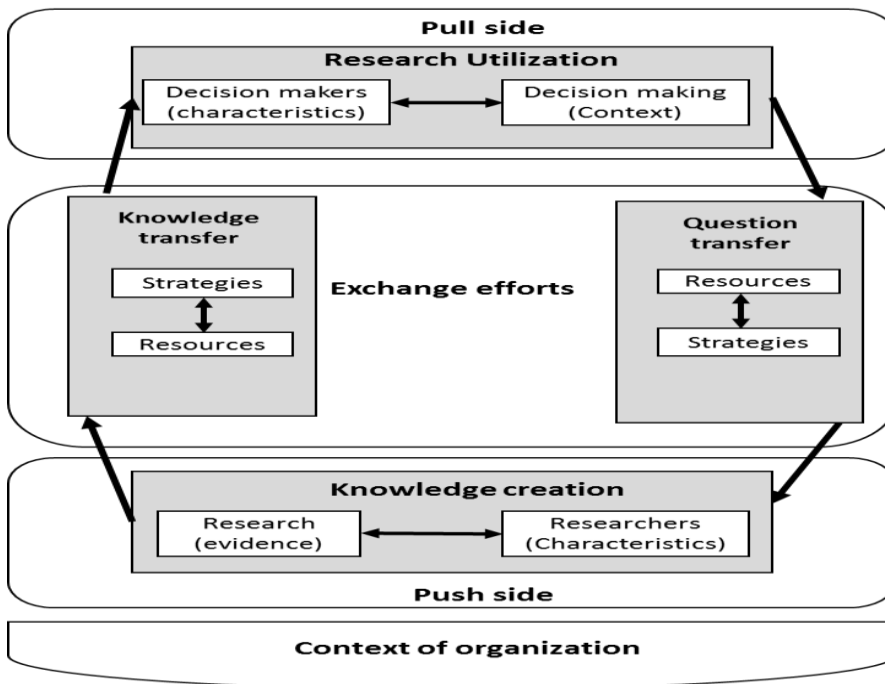 Pull side
Research Utilization
Decision makers
(characteristics)
Decision making
(Context)
Knowledge
transfer
Strategies
Resources
Exchange efforts
Question
transfer
Resources
Strategies
Knowledge creation
Research
(evidence)
Researchers
(Characteristics)
Push side
Context of organization